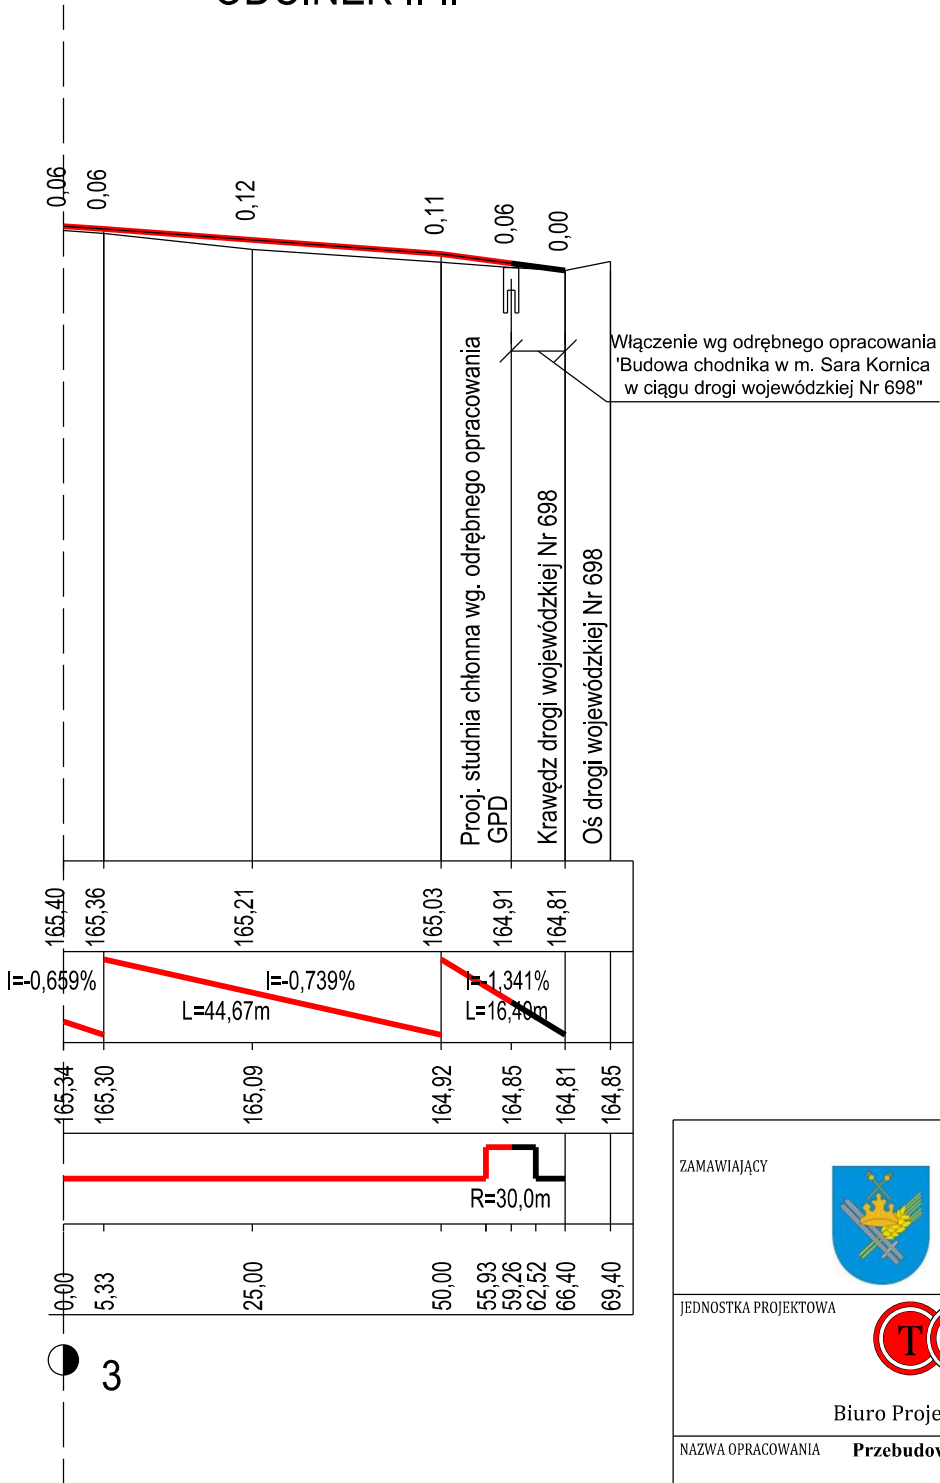 0,06
0,06
0,12
0,11
0,06
0,00
Włączenie wg odrębnego opracowania
'Budowa chodnika w m. Sara Kornica
w ciągu drogi wojewódzkiej Nr 698"
Prooj. studnia chłonna wg. odrębnego opracowania
GPD
Krawędz drogi wojewódzkiej Nr 698
Oś drogi wojewódzkiej Nr 698
165,40
165,36
165,21
165,03
164,91
164,81
I=-0,659%
I=-0,739%
L=44,67m
I=-1,341%
L=16,40m
165,34
165,30
165,09
164,92
164,85
164,81
164,85
R=30,0m
0,00
5,33
25,00
50,00
55,93
59,26
62,52
66,40
69,40
3
ZAMAWIAJĄCY
JEDNOSTKA PROJEKTOWA
T
Biuro Proje
NAZWA OPRACOWANIA Przebudow